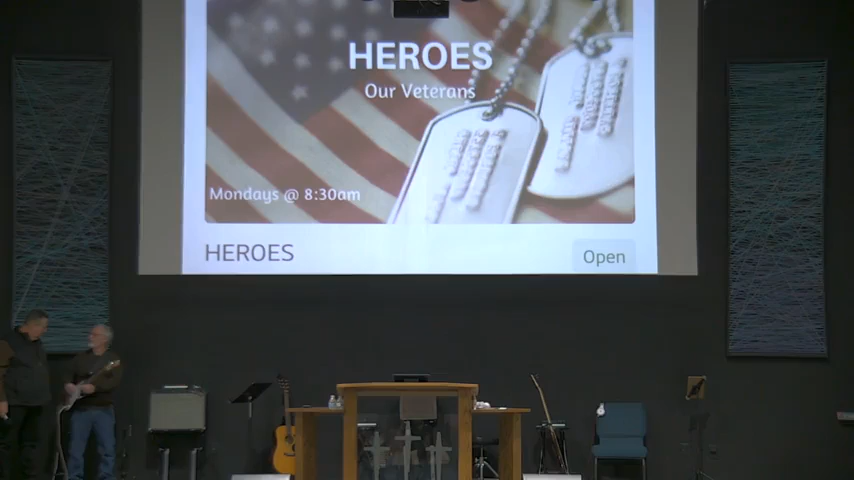 HEROES
Our Veterans
Mondays @ 8:30am
HEROES
Open